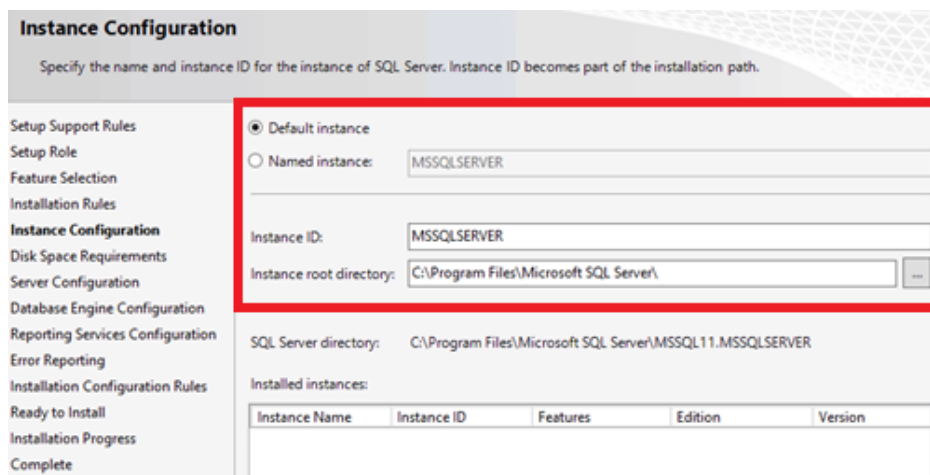 Instance Configuration
Specify the name and instance ID for the instance of SQL Server. Instance ID becomes part of the installation path.
Setup Support Rules
Setup Role
Feature Selection
Installation Rules
Instance Configuration
Disk Space Requirements
Server Configuration
Database Engine Configuration
Reporting Services Configuration
Error Reporting
Installation Configuration Rules
Ready to Install
Installation Progress
Complete
Default instance
Named instance: MSSQLSERVER
Instance ID: MSSQLSERVER
Instance root directory: C:\Program Files\Microsoft SQL Server\ ...
SQL Server directory: C:\Program Files\Microsoft SQL Server\MSSQL11.MSSQLSERVER
Installed instances:
Instance Name Instance ID Features Edition Version